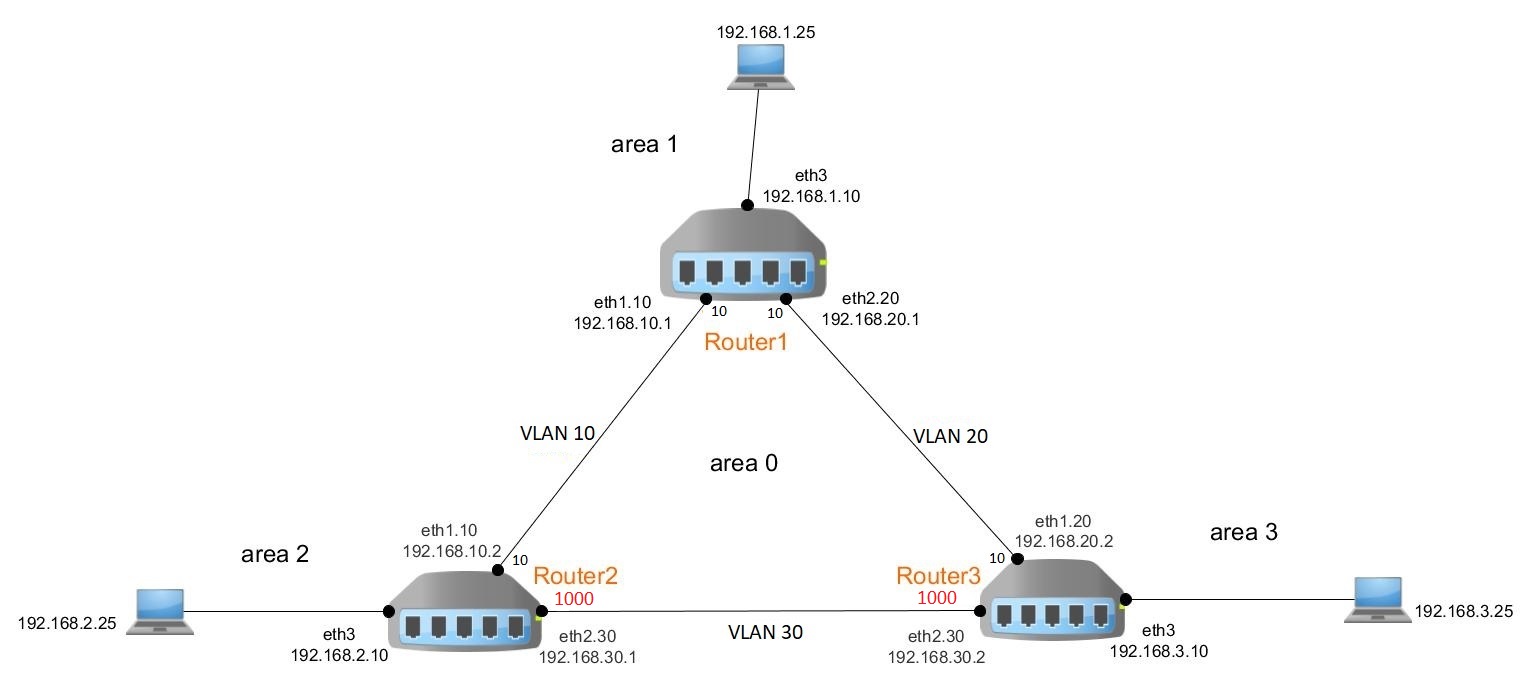 192.168.1.25
area 1
eth3
192.168.1.10
eth1.10
192.168.10.1
10
10
eth2.20
192.168.20.1
Router1
VLAN 10
VLAN 20
area 0
eth1.10
192.168.10.2
10
area 2
Router2
1000
192.168.2.25
eth3
192.168.2.10
eth2.30
192.168.30.1
VLAN 30
eth1.20
192.168.20.2
10
area 3
Router3
1000
eth2.30
192.168.30.2
eth3
192.168.3.10
192.168.3.25